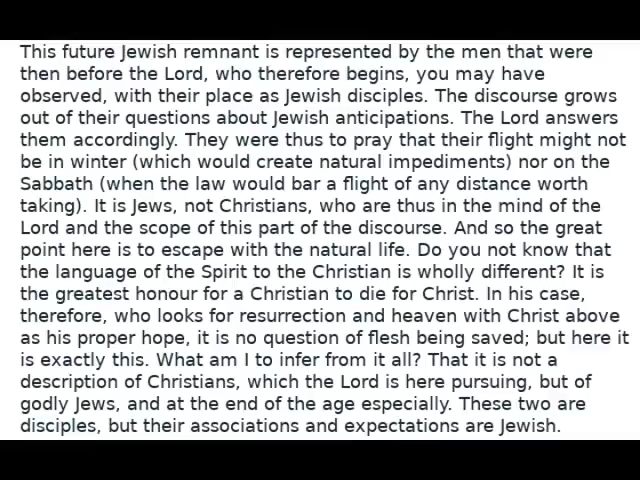 This future Jewish remnant is represented by the men that were
then before the Lord, who therefore begins, you may have
observed, with their place as Jewish disciples. The discourse grows
out of their questions about Jewish anticipations. The Lord answers
them accordingly. They were thus to pray that their flight might not
be in winter (which would create natural impediments) nor on the
Sabbath (when the law would bar a flight of any distance worth
taking). It is Jews, not Christians, who are thus in the mind of the
Lord and the scope of this part of the discourse. And so the great
point here is to escape with the natural life. Do you not know that
the language of the Spirit to the Christian is wholly different? It is
the greatest honour for a Christian to die for Christ. In his case,
therefore, who looks for resurrection and heaven with Christ above
as his proper hope, it is no question of flesh being saved; but here it
is exactly this. What am I to infer from it all? That it is not a
description of Christians, which the Lord is here pursuing, but of
godly Jews, and at the end of the age especially. These two are
disciples, but their associations and expectations are Jewish.